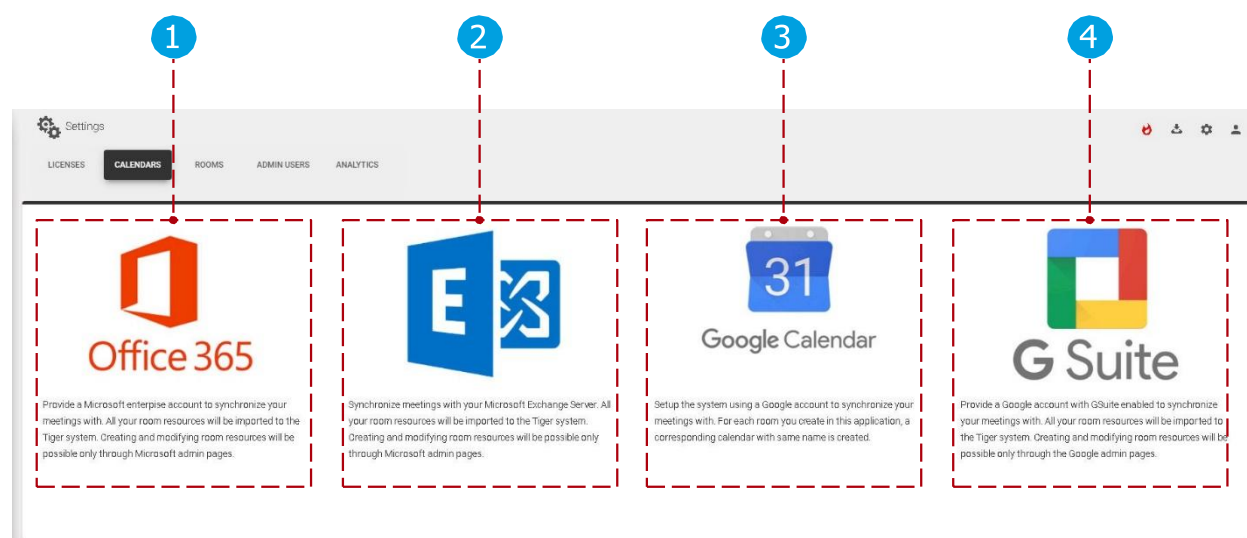 1
2
3
4
Settings
LICENSES
CALENDARS
ROOMS
ADMIN USERS
ANALYTICS
Office 365
Provide a Microsoft enterpise account to synchronize your
meetings with. All your room resources will be imported to the
Tiger system. Creating and modifying room resources will be
possible only through Microsoft admin pages.
E
Synchronize meetings with your Microsoft Exchange Server. All
your room resources will be imported to the Tiger system.
Creating and modifying room resources will be possible only
through Microsoft admin pages.
31
Google Calendar
Setup the system using a Google account to synchronize your
meetings with. For each room you create in this application, a
corresponding calendar with same name is created.
G Suite
Provide a Google account with GSuite enabled to synchronize
your meetings with. All your room resources will be imported to
the Tiger system. Creating and modifying room resources will be
possible only through the Google admin pages.